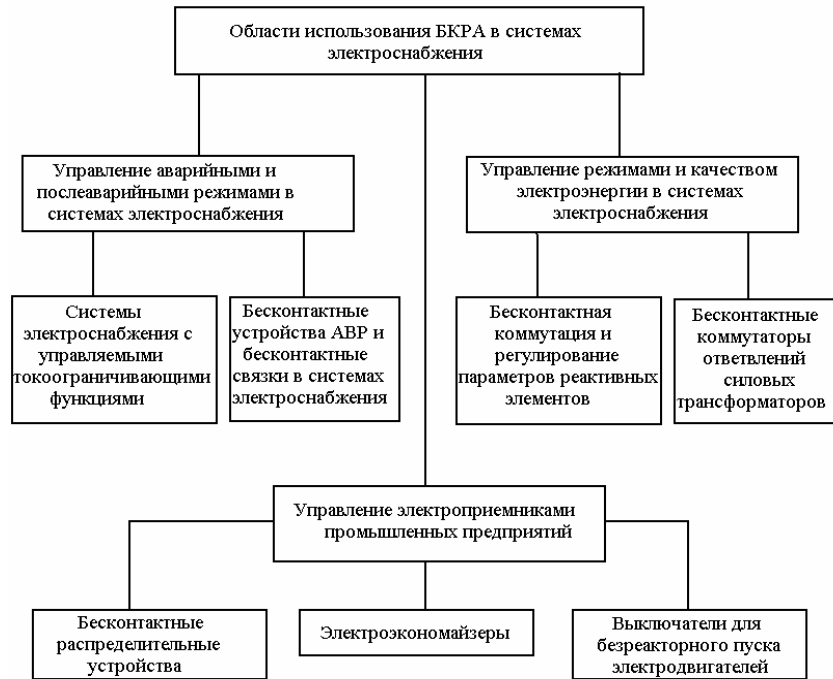 Области использования БКРА в системах
электроснабжения
Управление аварийными и
послеаварийными режимами в
системах электроснабжения
Управление режимами и качеством
электроэнергии в системах
электроснабжения
Системы
электроснабжения с
управляемыми
токоограничивающими
функциями
Бесконтактные
устройства АВР и
бесконтактные
связки в системах
электроснабжения
Бесконтактная
коммутация и
регулирование
параметров реактивных
элементов
Бесконтактные
коммутаторы
ответвлений
силовых
трансформаторов
Управление электроприемниками
промышленных предприятий
Бесконтактные
распределительные
устройства
Электроэкономайзеры
Выключатели для
безреакторного пуска
электродвигателей